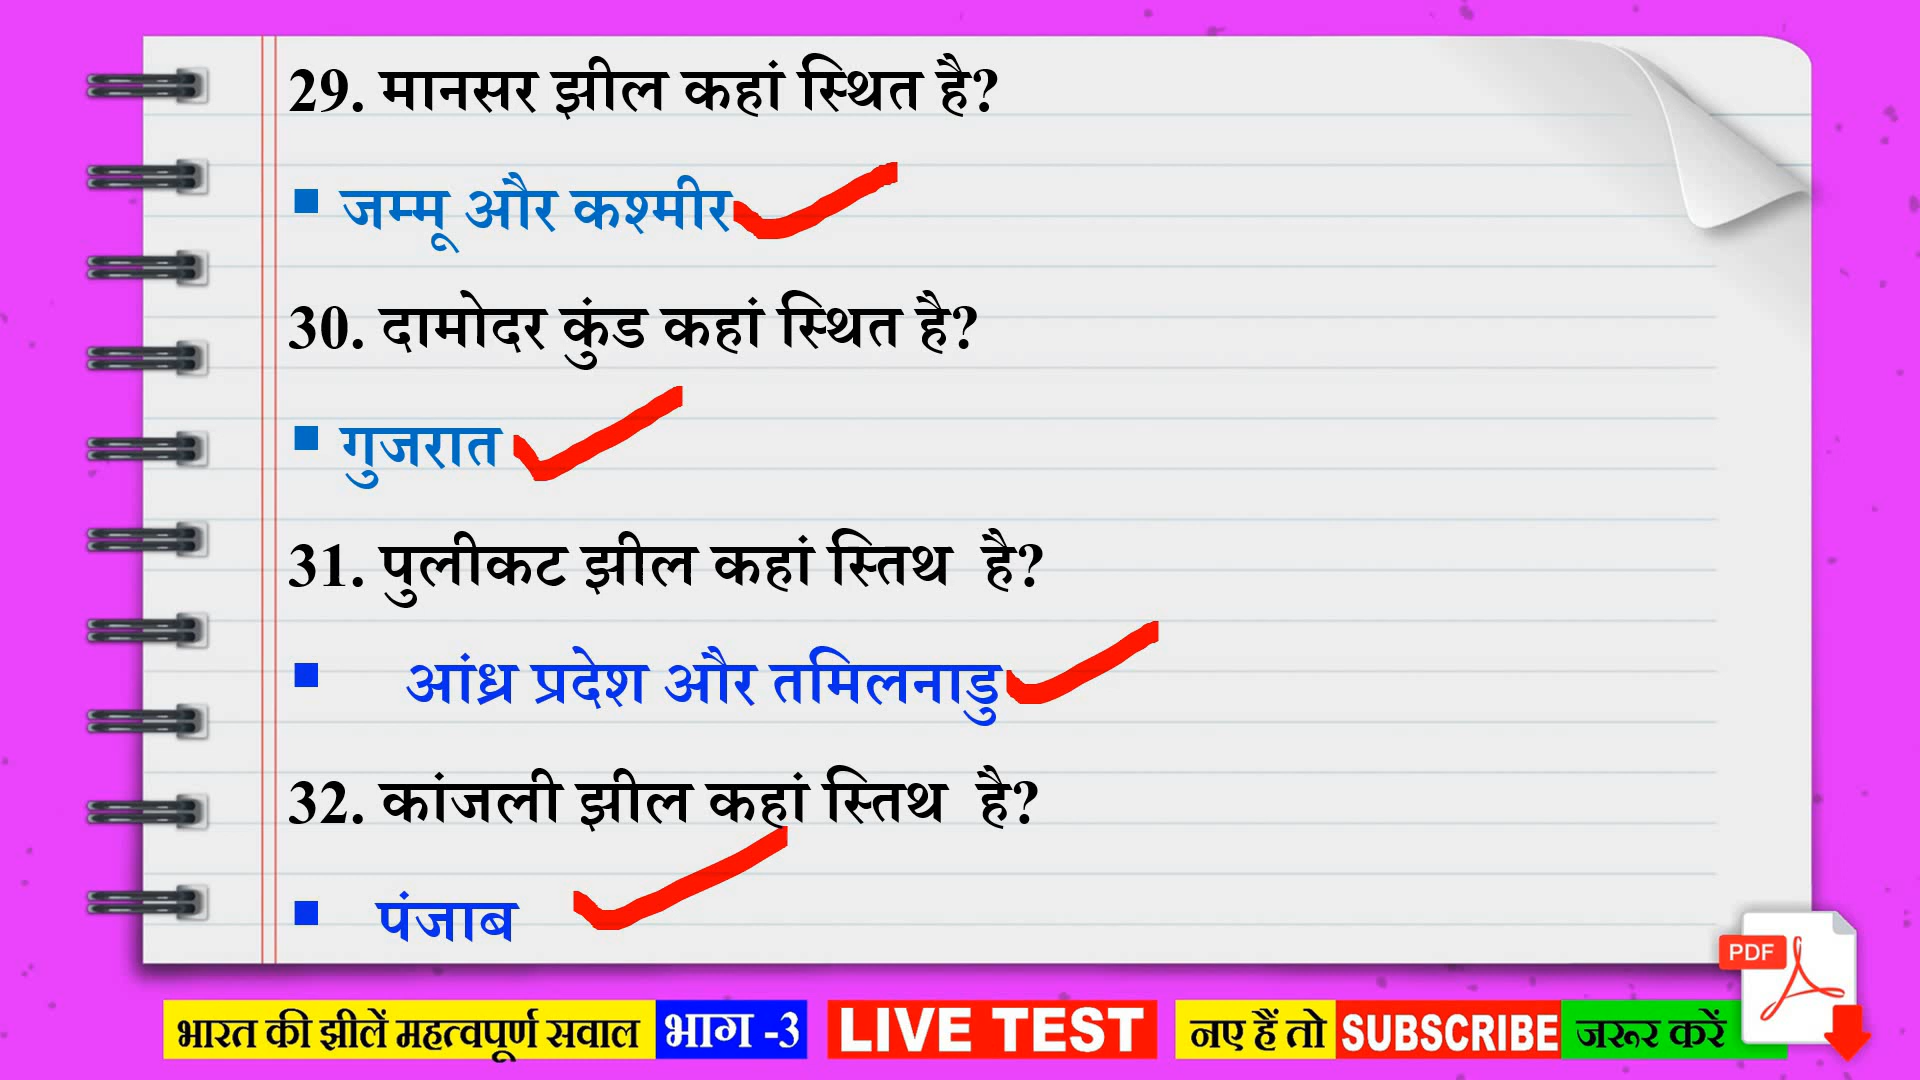 29. मानसर झील कहां स्थित है?
▪ जम्मू और कश्मीर
30. दामोदर कुंड कहां स्थित है?
▪ गुजरात
31. पुलीकट झील कहां स्तिथ  है?
▪ आंध्र प्रदेश और तमिलनाडु
32. कांजली झील कहां स्तिथ  है?
▪ पंजाब
PDF
भारत की झीलें महत्वपूर्ण सवाल भाग -3 LIVE TEST नए हैं तो SUBSCRIBE जरूर करें